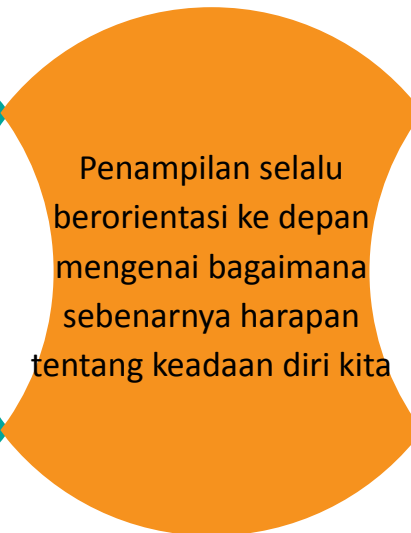 Penampilan selalu
berorientasi ke depan
mengenai bagaimana
sebenarnya harapan
tentang keadaan diri kita